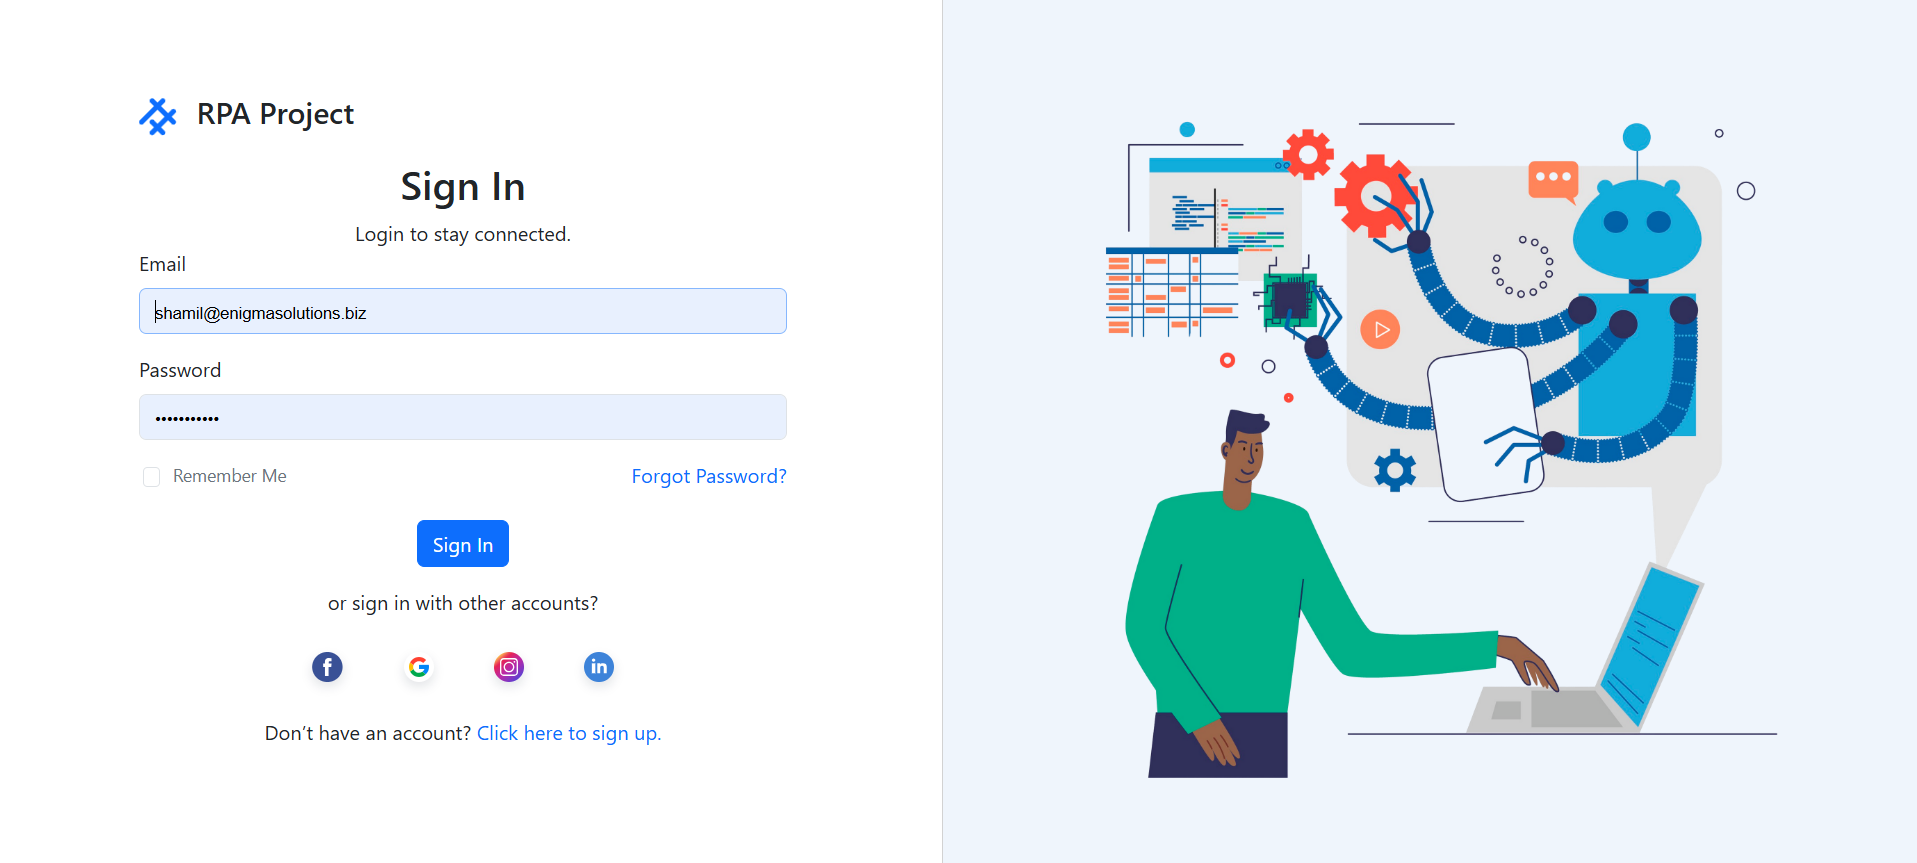 RPA Project
Sign In
Login to stay connected.
Email
shamil@enigmasolutions.biz
Password
•••••••••••
Remember Me
Forgot Password?
Sign In
or sign in with other accounts?
Don’t have an account? Click here to sign up.